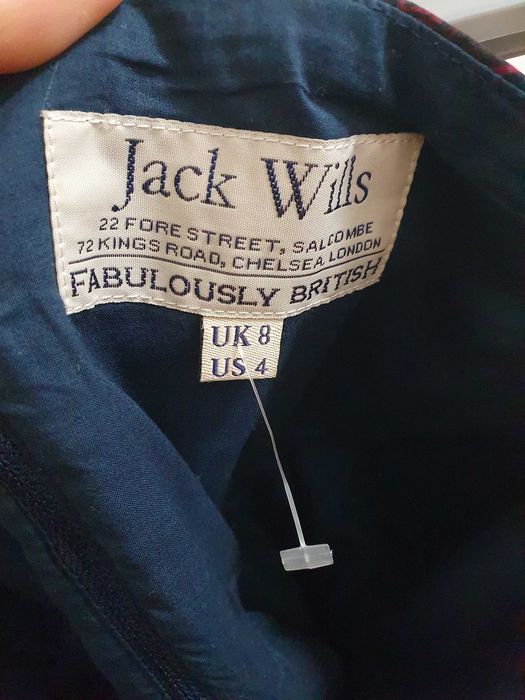 Jack Wills
22 FORE STREET, SALCOMBE
72 KINGS ROAD, CHELSEA LONDON
FABULOUSLY BRITISH
UK 8
US 4